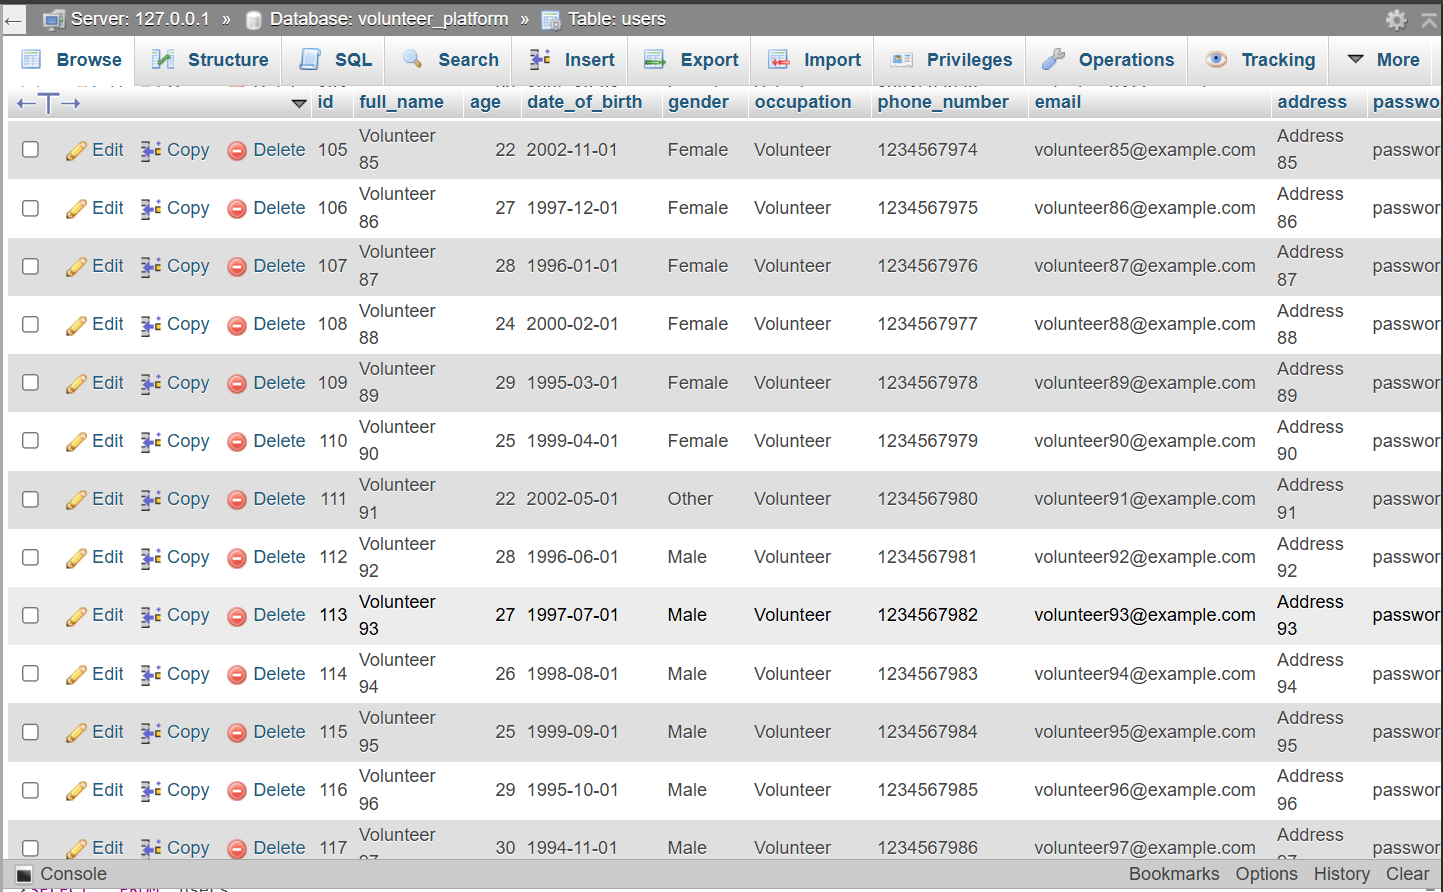 Server: 127.0.0.1 » Database: volunteer_platform » Table: users
Browse Structure SQL Search Insert Export Import Privileges Operations Tracking More
id full_name age date_of_birth gender occupation phone_number email address passwo
Edit Copy Delete 105 Volunteer 85 22 2002-11-01 Female Volunteer 1234567974 volunteer85@example.com Address 85 passwor
Edit Copy Delete 106 Volunteer 86 27 1997-12-01 Female Volunteer 1234567975 volunteer86@example.com Address 86 passwor
Edit Copy Delete 107 Volunteer 87 28 1996-01-01 Female Volunteer 1234567976 volunteer87@example.com Address 87 passwor
Edit Copy Delete 108 Volunteer 88 24 2000-02-01 Female Volunteer 1234567977 volunteer88@example.com Address 88 passwor
Edit Copy Delete 109 Volunteer 89 29 1995-03-01 Female Volunteer 1234567978 volunteer89@example.com Address 89 passwor
Edit Copy Delete 110 Volunteer 90 25 1999-04-01 Female Volunteer 1234567979 volunteer90@example.com Address 90 passwor
Edit Copy Delete 111 Volunteer 91 22 2002-05-01 Other Volunteer 1234567980 volunteer91@example.com Address 91 passwor
Edit Copy Delete 112 Volunteer 92 28 1996-06-01 Male Volunteer 1234567981 volunteer92@example.com Address 92 passwor
Edit Copy Delete 113 Volunteer 93 27 1997-07-01 Male Volunteer 1234567982 volunteer93@example.com Address 93 passwor
Edit Copy Delete 114 Volunteer 94 26 1998-08-01 Male Volunteer 1234567983 volunteer94@example.com Address 94 passwor
Edit Copy Delete 115 Volunteer 95 25 1999-09-01 Male Volunteer 1234567984 volunteer95@example.com Address 95 passwor
Edit Copy Delete 116 Volunteer 96 29 1995-10-01 Male Volunteer 1234567985 volunteer96@example.com Address 96 passwor
Edit Copy Delete 117 Volunteer 30 1994-11-01 Male Volunteer 1234567986 volunteer97@example.com Address passwor
Console Bookmarks Options History Clear